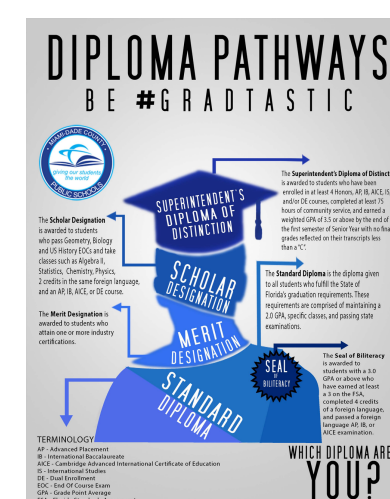 DIPLOMA PATHWAYS
BE #GRADTASTIC
MIAMI-DADE COUNTY
giving our students
the world
PUBLIC SCHOOLS
SUPERINTENDENT'S
DIPLOMA OF
DISTINCTION
The Superintendent's Diploma of Distinct
is awarded to students who have been
enrolled in at least 4 Honors, AP, IB, AICE, IS,
and/or DE courses, completed at least 75
hours of community service, and earned a
weighted GPA of 3.5 or above by the end of
the first semester of Senior Year with no fina
grades reflected on their transcripts less
than a "C".
The Scholar Designation
is awarded to students
who pass Geometry, Biology
and US History EOCs and take
classes such as Algebra II,
Statistics, Chemistry, Physics,
2 credits in the same foreign language,
and an AP, IB, AICE, or DE course.
SCHOLAR
DESIGNATION
The Standard Diploma is the diploma given
to all students who fulfill the State of
Florida's graduation requirements. These
requirements are comprised of maintaining a
2.0 GPA, specific classes, and passing state
examinations.
The Merit Designation is
awarded to students who
attain one or more industry
certifications.
MERIT
DESIGNATION
SEAL
OF
BILITERACY
The Seal of Biliteracy
is awarded to
students with a 3.0
GPA or above who
have earned at least
a 3 on the FSA,
completed 4 credits
of a foreign language,
and passed a foreign
language AP, IB, or
AICE examination.
STANDARD
DIPLOMA
TERMINOLOGY
AP - Advanced Placement
IB - International Baccalaureate
AICE - Cambridge Advanced International Certificate of Education
IS - International Studies
DE - Dual Enrollment
EOC - End Of Course Exam
GPA - Grade Point Average
WHICH DIPLOMA ARE
YOU?